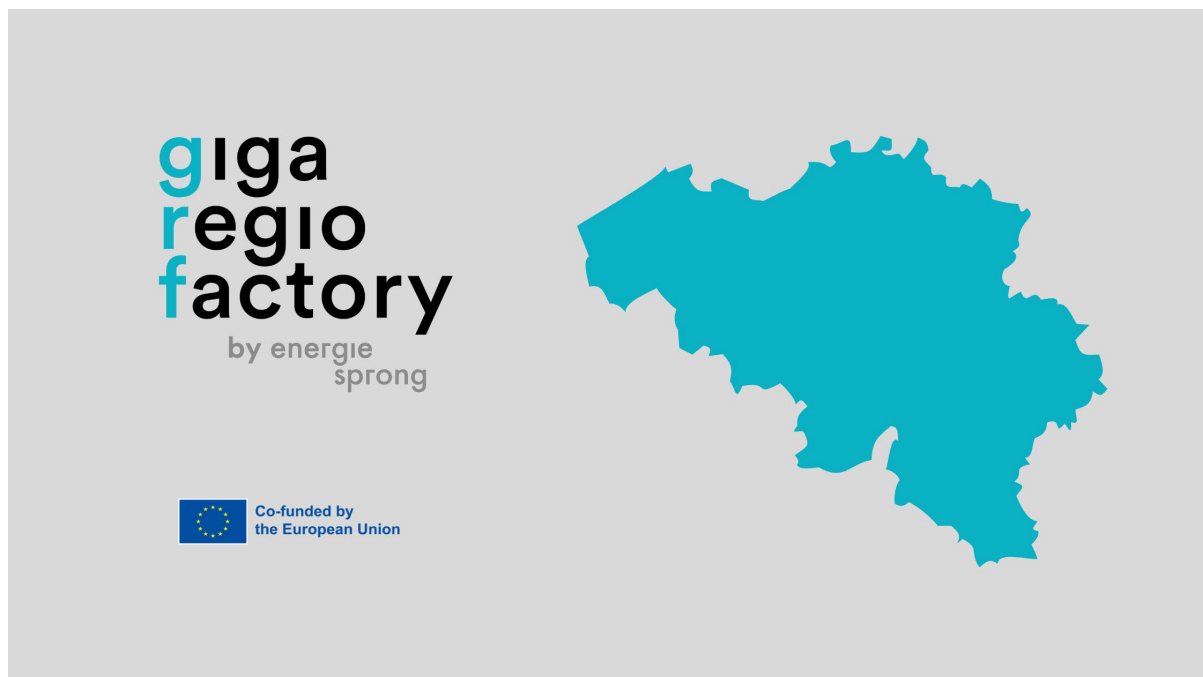 giga
regio
factory
by energie
sprong
Co-funded by
the European Union